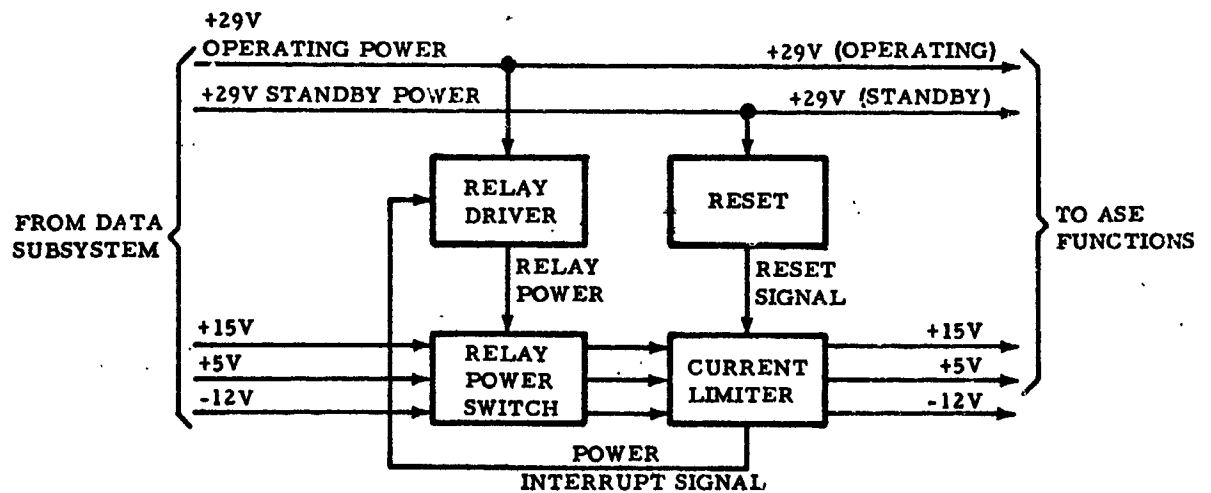 +29V
OPERATING POWER
+29V (OPERATING)
+29V STANDBY POWER
+29V (STANDBY)
RELAY
DRIVER
RESET
FROM DATA
SUBSYSTEM
TO ASE
FUNCTIONS
RELAY
POWER
RESET
SIGNAL
+15V
+5V
-12V
RELAY
POWER
SWITCH
CURRENT
LIMITER
+15V
+5V
-12V
POWER
INTERRUPT SIGNAL